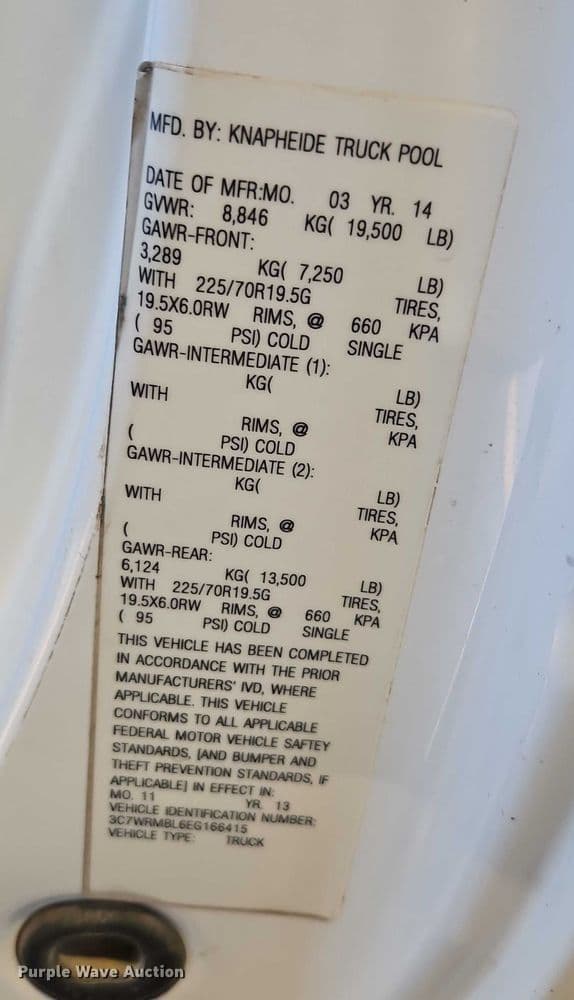 MFD. BY: KNAPHEIDE TRUCK POOL
DATE OF MFR:MO. 03 YR. 14
GVWR: 8,846 KG( 19,500 LB)
GAWR-FRONT:
3,289 KG( 7,250 LB)
WITH 225/70R19.5G TIRES,
19.5X6.0RW RIMS, @ 660 KPA
( 95 PSI) COLD SINGLE
GAWR-INTERMEDIATE (1):
KG( LB)
WITH TIRES,
RIMS, @ KPA
( PSI) COLD
GAWR-INTERMEDIATE (2):
KG( LB)
WITH TIRES,
RIMS, @ KPA
( PSI) COLD
GAWR-REAR:
6,124 KG( 13,500 LB)
WITH 225/70R19.5G TIRES,
19.5X6.0RW RIMS, @ 660 KPA
( 95 PSI) COLD SINGLE
THIS VEHICLE HAS BEEN COMPLETED
IN ACCORDANCE WITH THE PRIOR
MANUFACTURERS' IVD, WHERE
APPLICABLE. THIS VEHICLE
CONFORMS TO ALL APPLICABLE
FEDERAL MOTOR VEHICLE SAFTEY
STANDARDS, [AND BUMPER AND
THEFT PREVENTION STANDARDS, IF
APPLICABLE] IN EFFECT IN:
MO. 11 YR. 13
VEHICLE IDENTIFICATION NUMBER:
3C7WRMBL6EG166415
VEHICLE TYPE: TRUCK
Purple Wave Auction